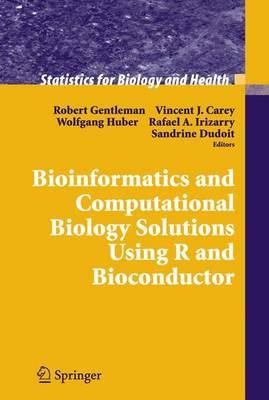 Statistics for Biology and Health
Robert Gentleman Vincent J. Carey
Wolfgang Huber Rafael A. Irizarry
Sandrine Dudoit
Editors
Bioinformatics and
Computational
Biology Solutions
Using R and
Bioconductor
Springer